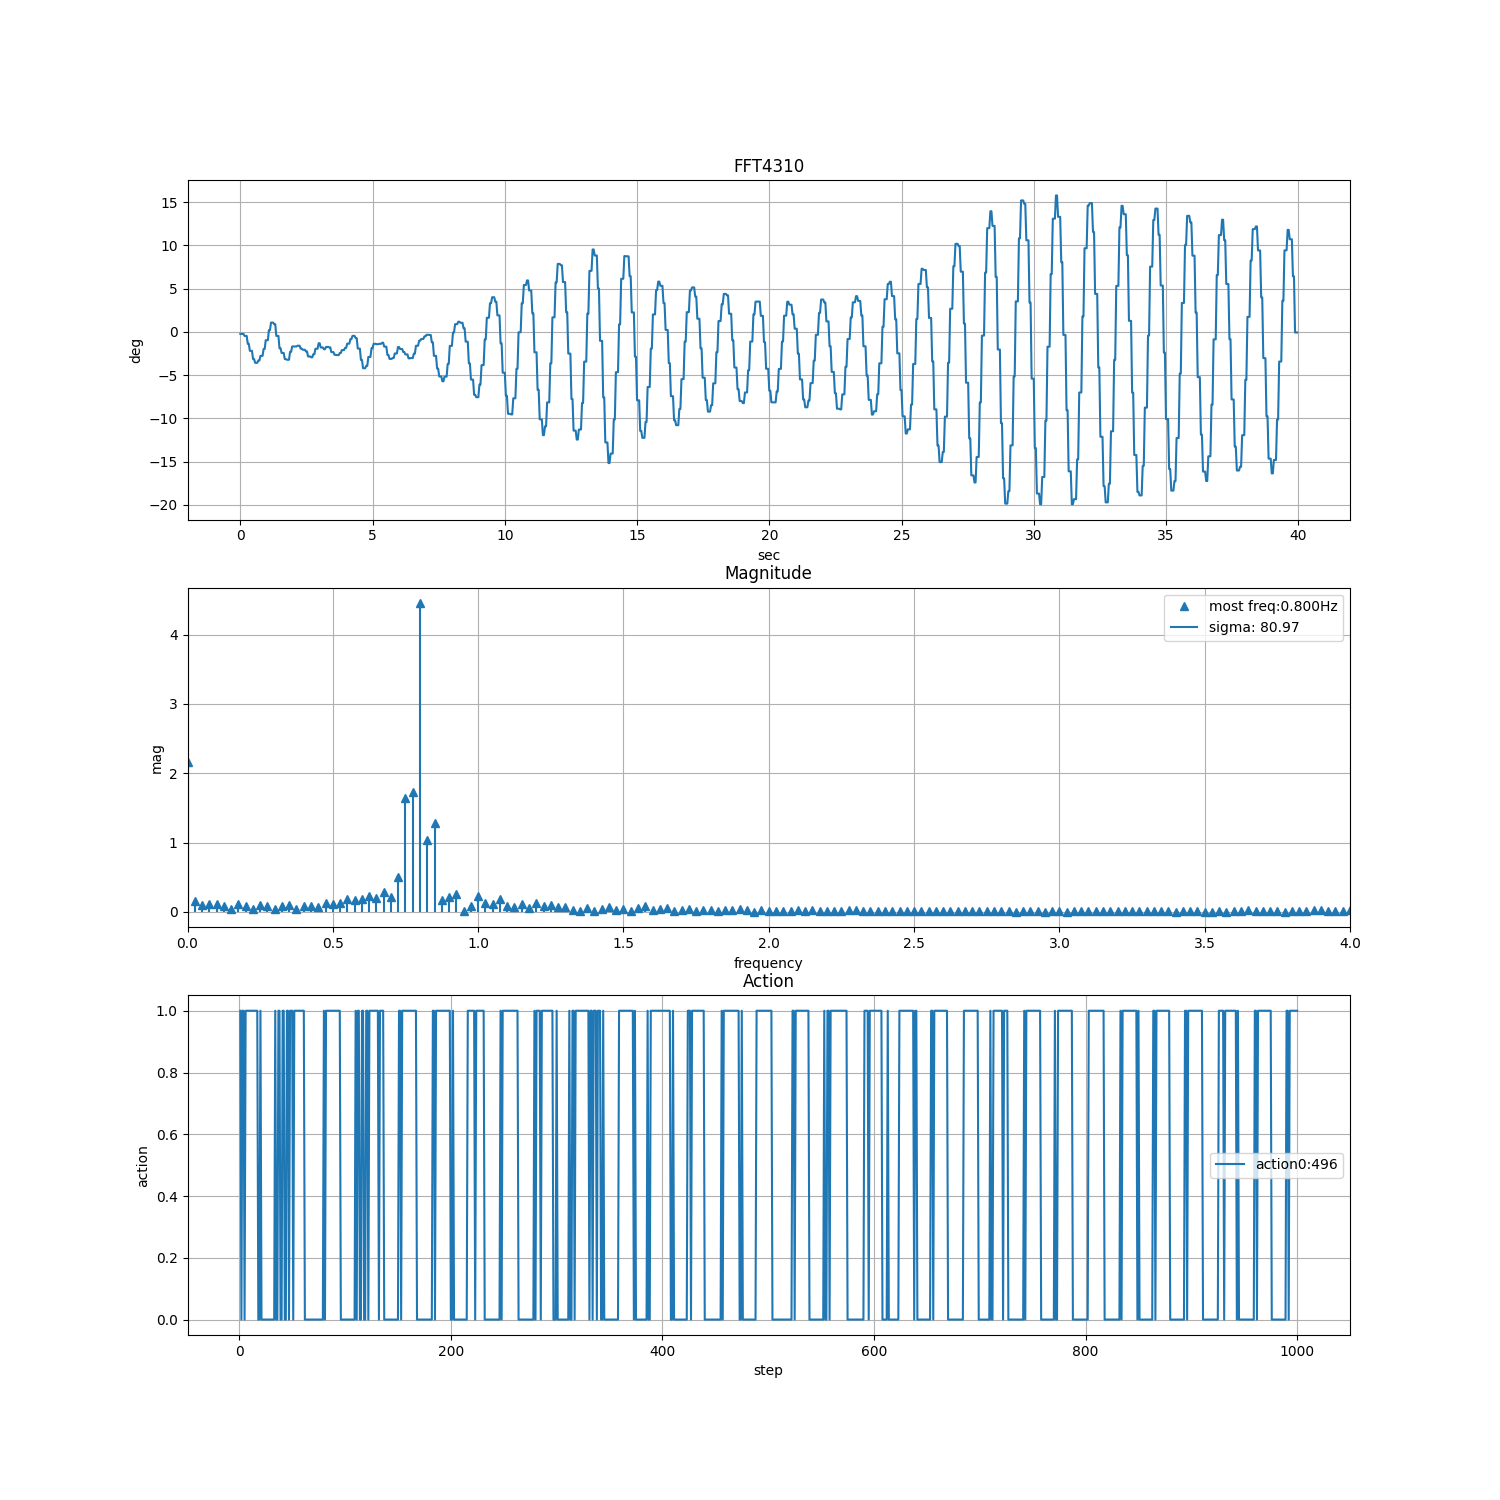 FFT4310
15
10
5
0
−5
−10
−15
−20
deg
0 5 10 15 20 25 30 35 40
sec
Magnitude
most freq:0.800Hz
sigma: 80.97
4
3
2
1
0
mag
0.0 0.5 1.0 1.5 2.0 2.5 3.0 3.5 4.0
frequency
Action
1.0
0.8
0.6
0.4
0.2
0.0
action
action0:496
0 200 400 600 800 1000
step